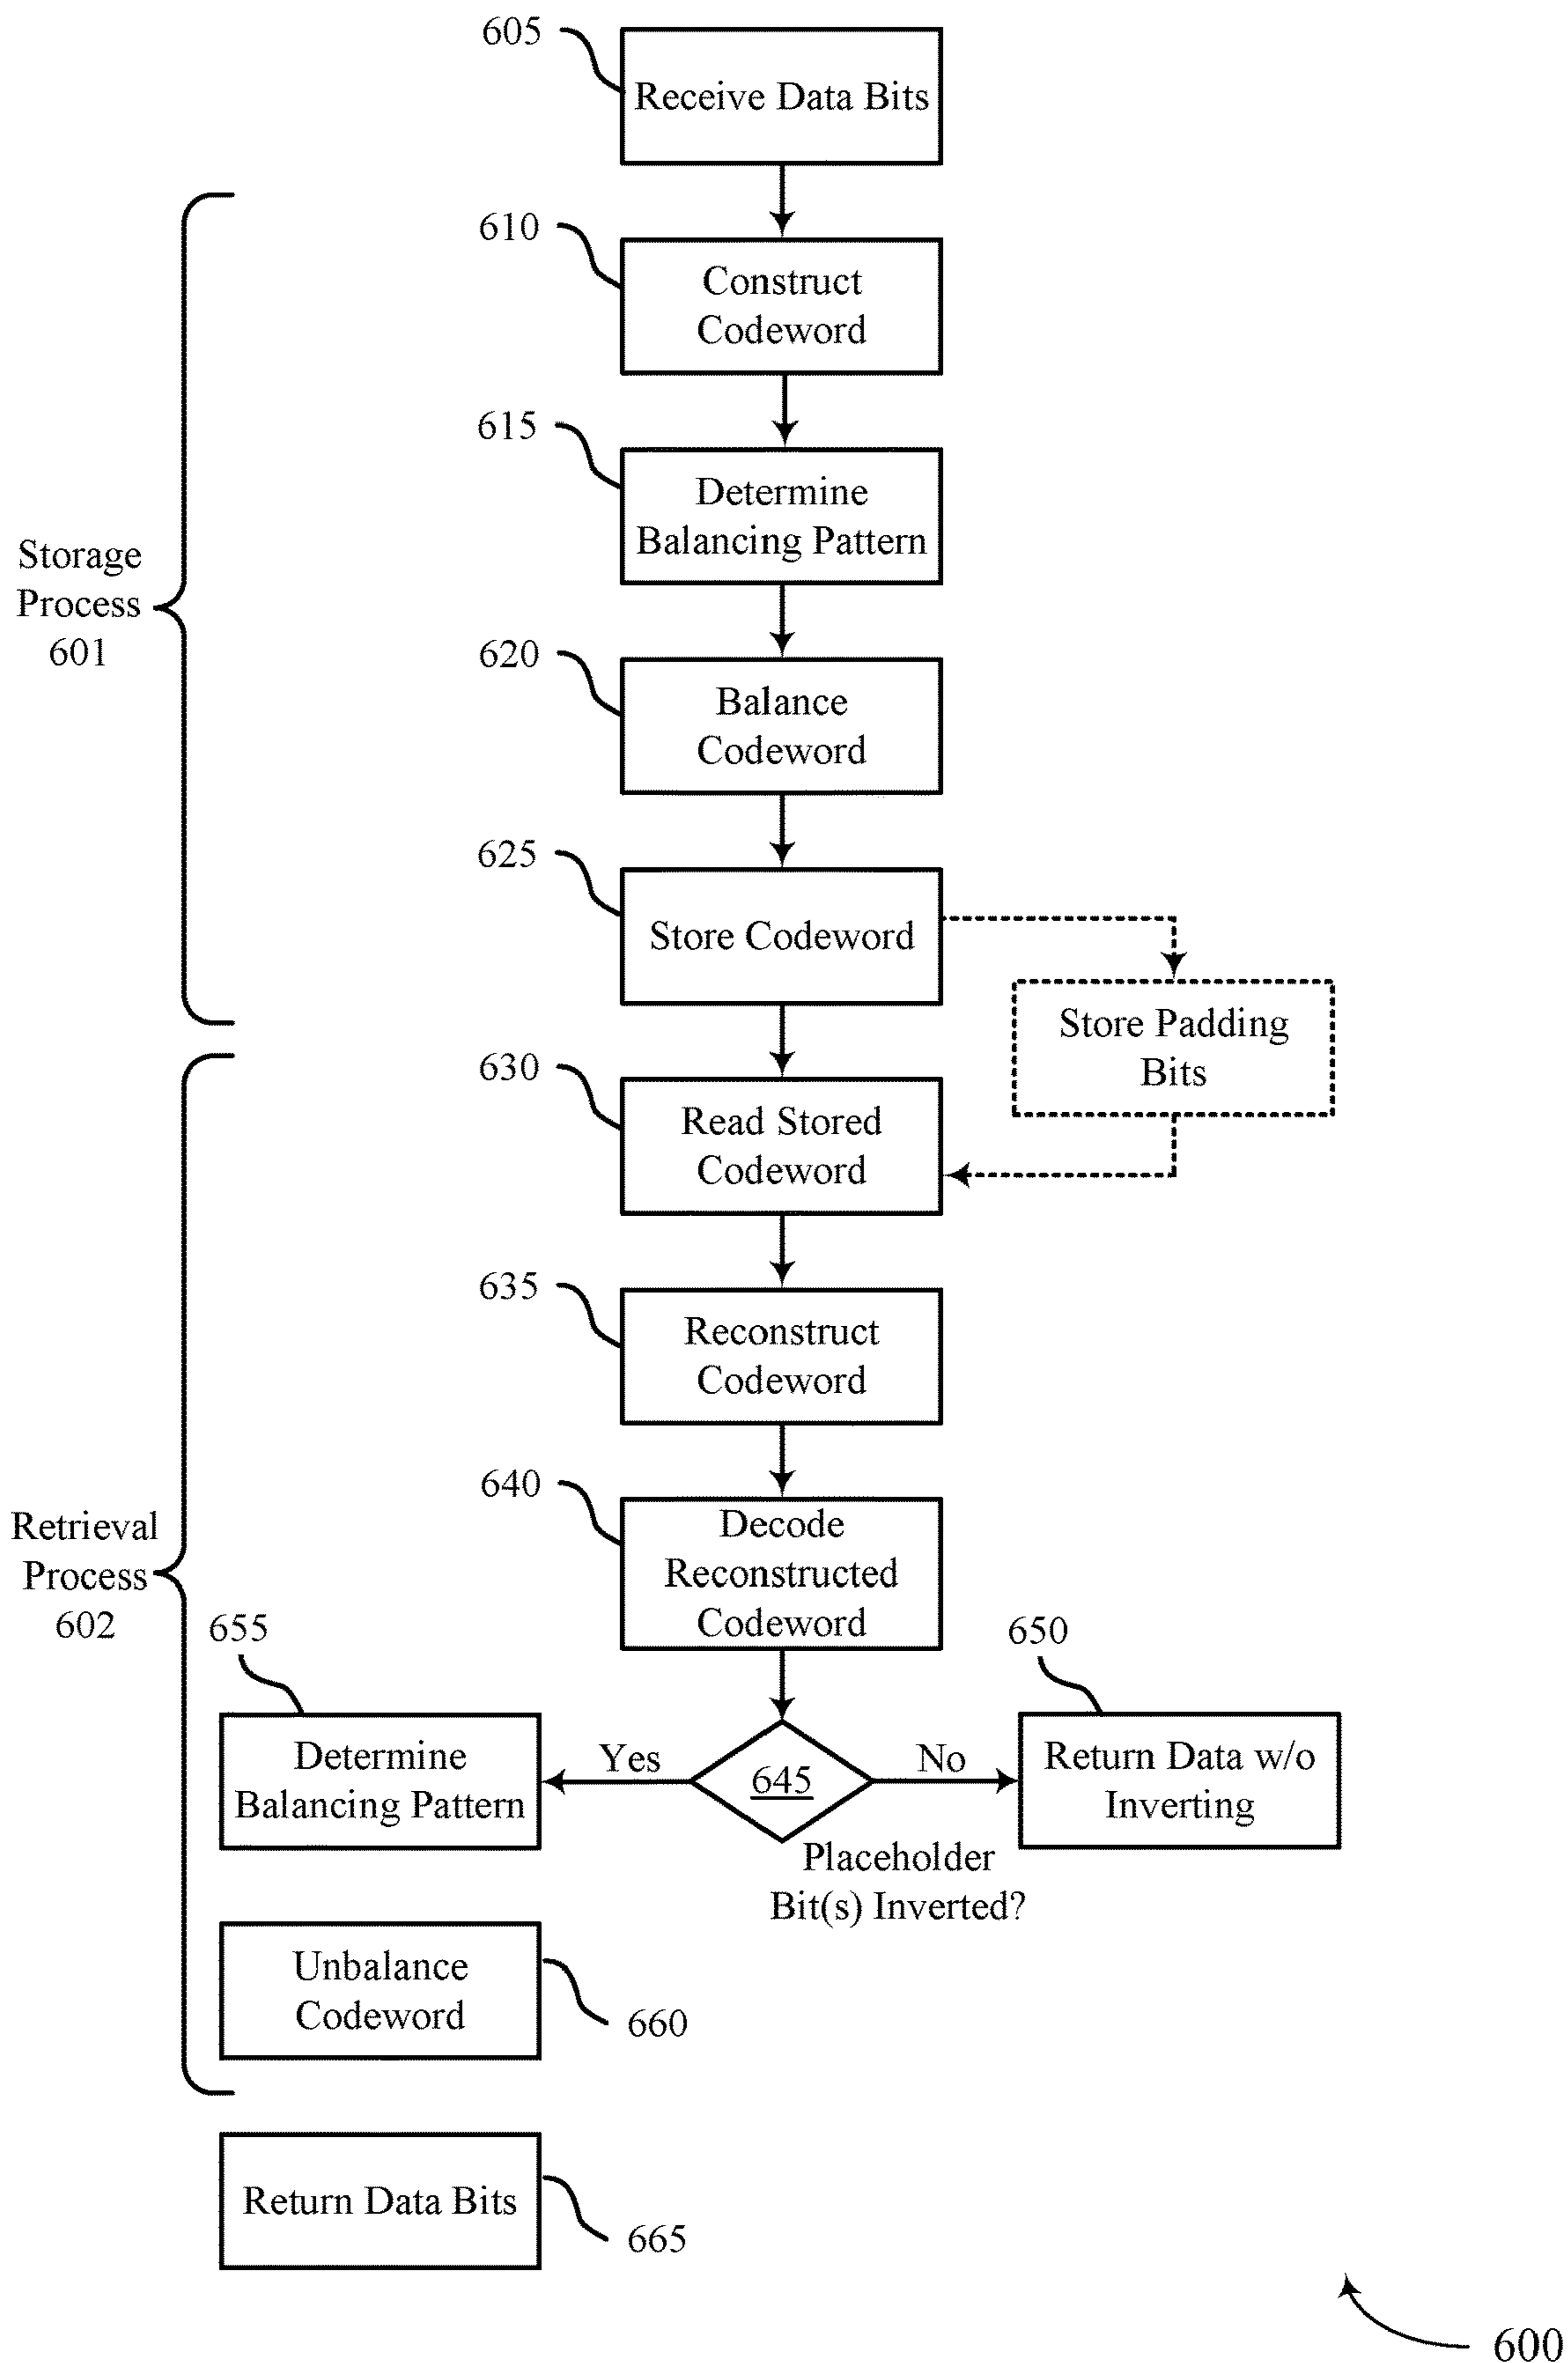 605
Receive Data Bits
610
Construct
Codeword
615
Determine
Balancing Pattern
Storage
Process
601
620
Balance
Codeword
625
Store Codeword
Store Padding
Bits
630
Read Stored
Codeword
635
Reconstruct
Codeword
640
Decode
Reconstructed
Codeword
Retrieval
Process
602
655
650
Determine
Balancing Pattern
Yes
645
No
Return Data w/o
Inverting
Placeholder
Bit(s) Inverted?
Unbalance
Codeword
660
Return Data Bits
665
600